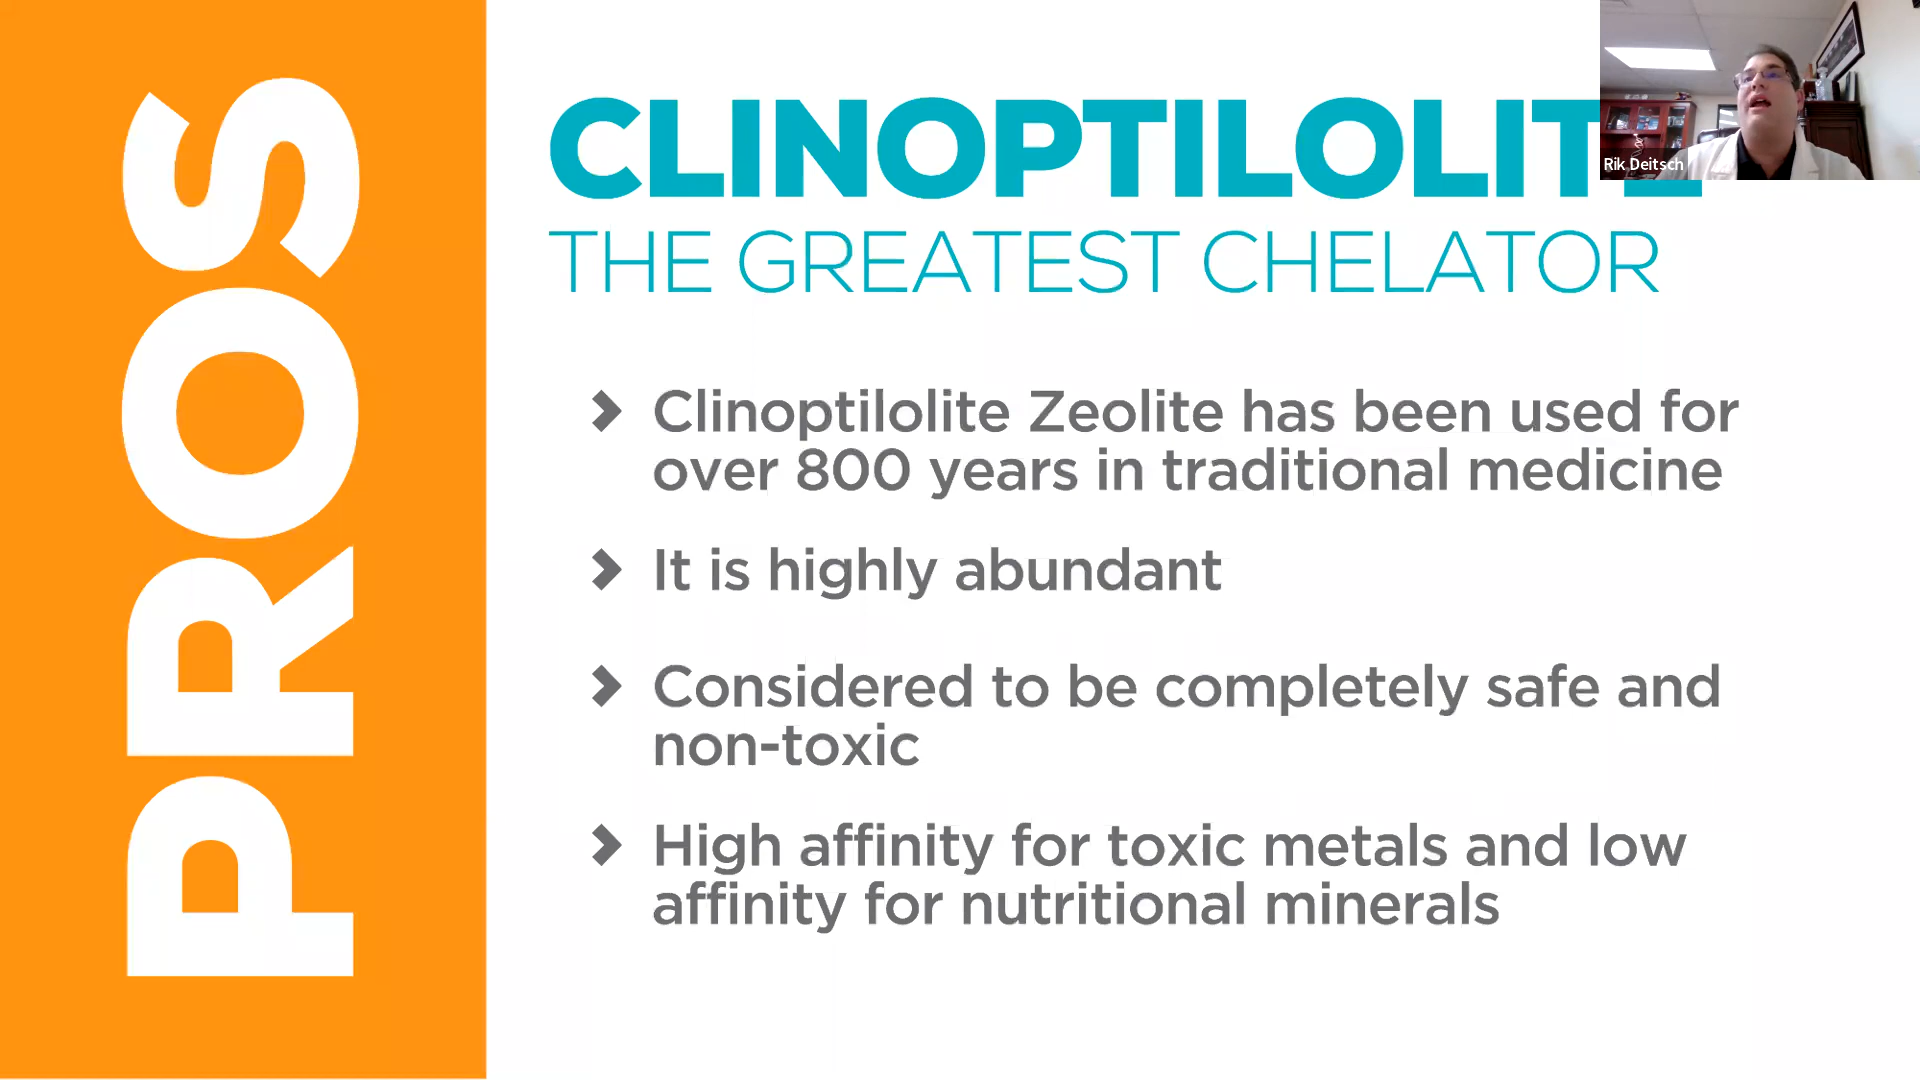 PROS
CLINOPTILOLITE
THE GREATEST CHELATOR
Rik Deitsch
Clinoptilolite Zeolite has been used for
over 800 years in traditional medicine
It is highly abundant
Considered to be completely safe and
non-toxic
High affinity for toxic metals and low
affinity for nutritional minerals